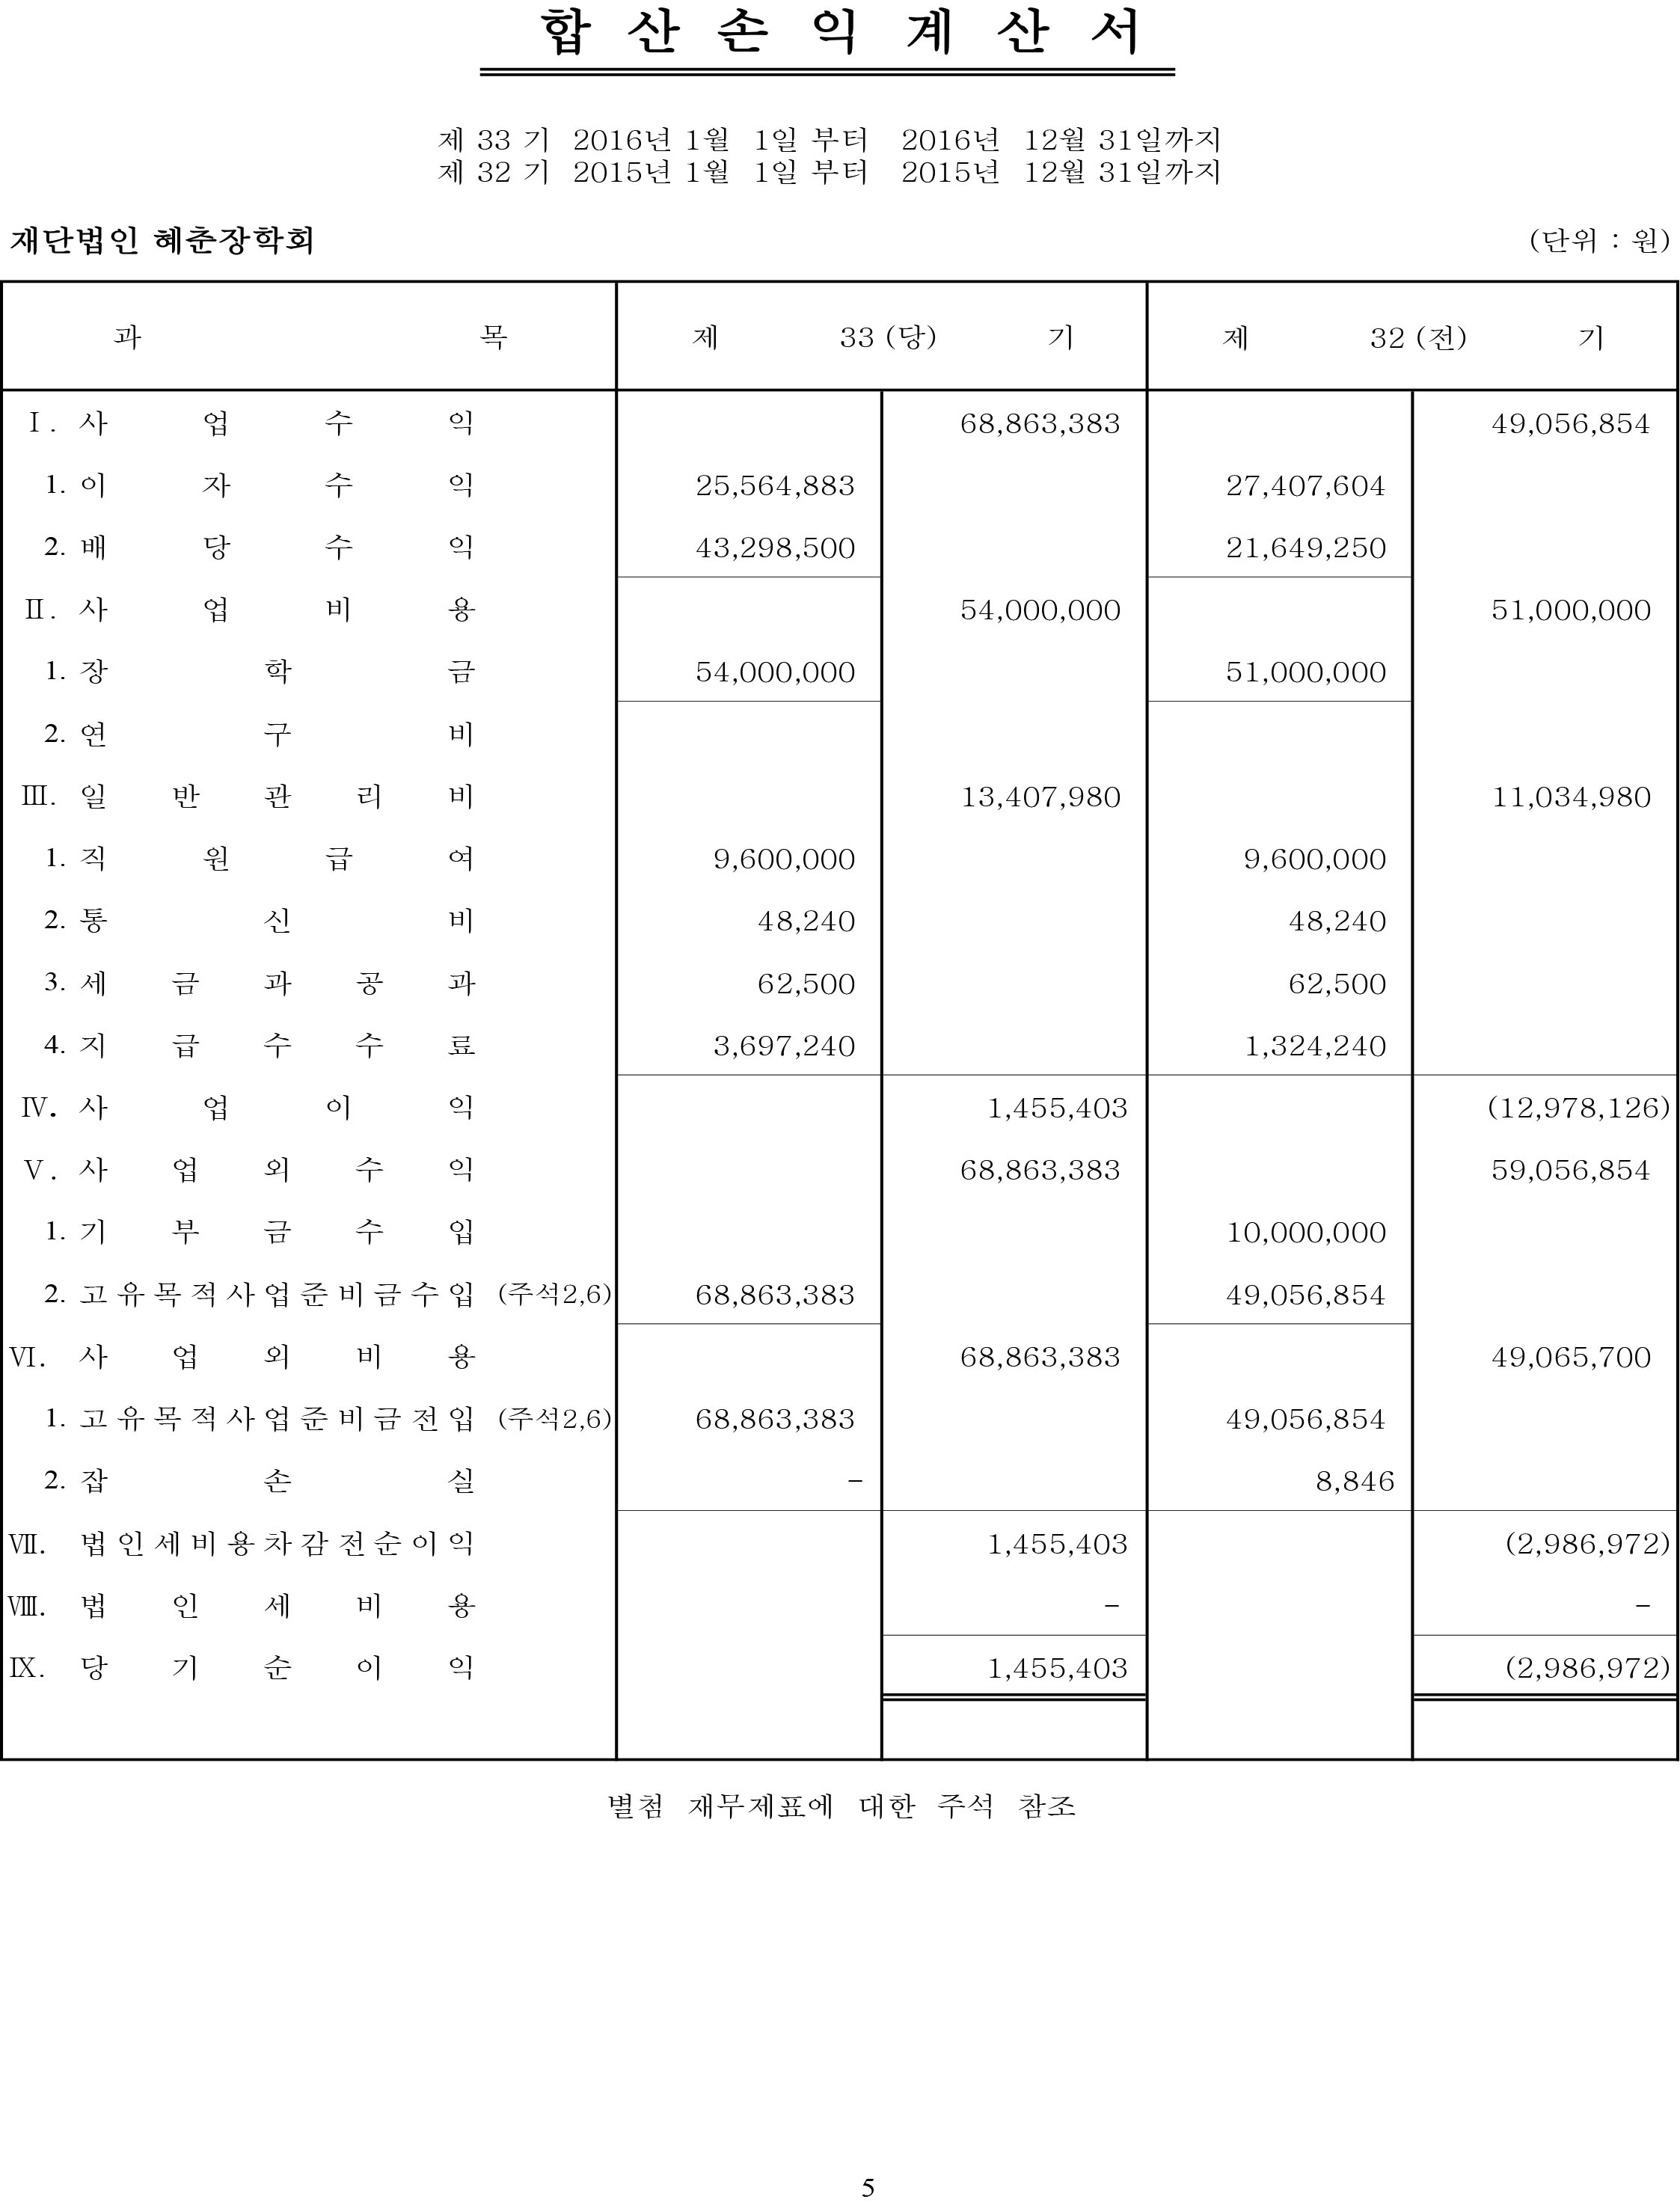 합 산 손 익 계 산 서
제 33 기 2016년 1월 1일 부터 2016년 12월 31일까지
제 32 기 2015년 1월 1일 부터 2015년 12월 31일까지
재단법인 혜춘장학회 (단위 : 원)
과 목 제 33 (당) 기 제 32 (전) 기
Ⅰ. 사 업 수 익 68,863,383 49,056,854
1. 이 자 수 익 25,564,883 27,407,604
2. 배 당 수 익 43,298,500 21,649,250
Ⅱ. 사 업 비 용 54,000,000 51,000,000
1. 장 학 금 54,000,000 51,000,000
2. 연 구 비
Ⅲ. 일 반 관 리 비 13,407,980 11,034,980
1. 직 원 급 여 9,600,000 9,600,000
2. 통 신 비 48,240 48,240
3. 세 금 과 공 과 62,500 62,500
4. 지 급 수 수 료 3,697,240 1,324,240
Ⅳ. 사 업 이 익 1,455,403 (12,978,126)
Ⅴ. 사 업 외 수 익 68,863,383 59,056,854
1. 기 부 금 수 입 10,000,000
2. 고유목적사업준비금수입 (주석2,6) 68,863,383 49,056,854
Ⅵ. 사 업 외 비 용 68,863,383 49,065,700
1. 고유목적사업준비금전입 (주석2,6) 68,863,383 49,056,854
2. 잡 손 실 - 8,846
Ⅶ. 법인세비용차감전순이익 1,455,403 (2,986,972)
Ⅷ. 법 인 세 비 용 - -
Ⅸ. 당 기 순 이 익 1,455,403 (2,986,972)
별첨 재무제표에 대한 주석 참조
5